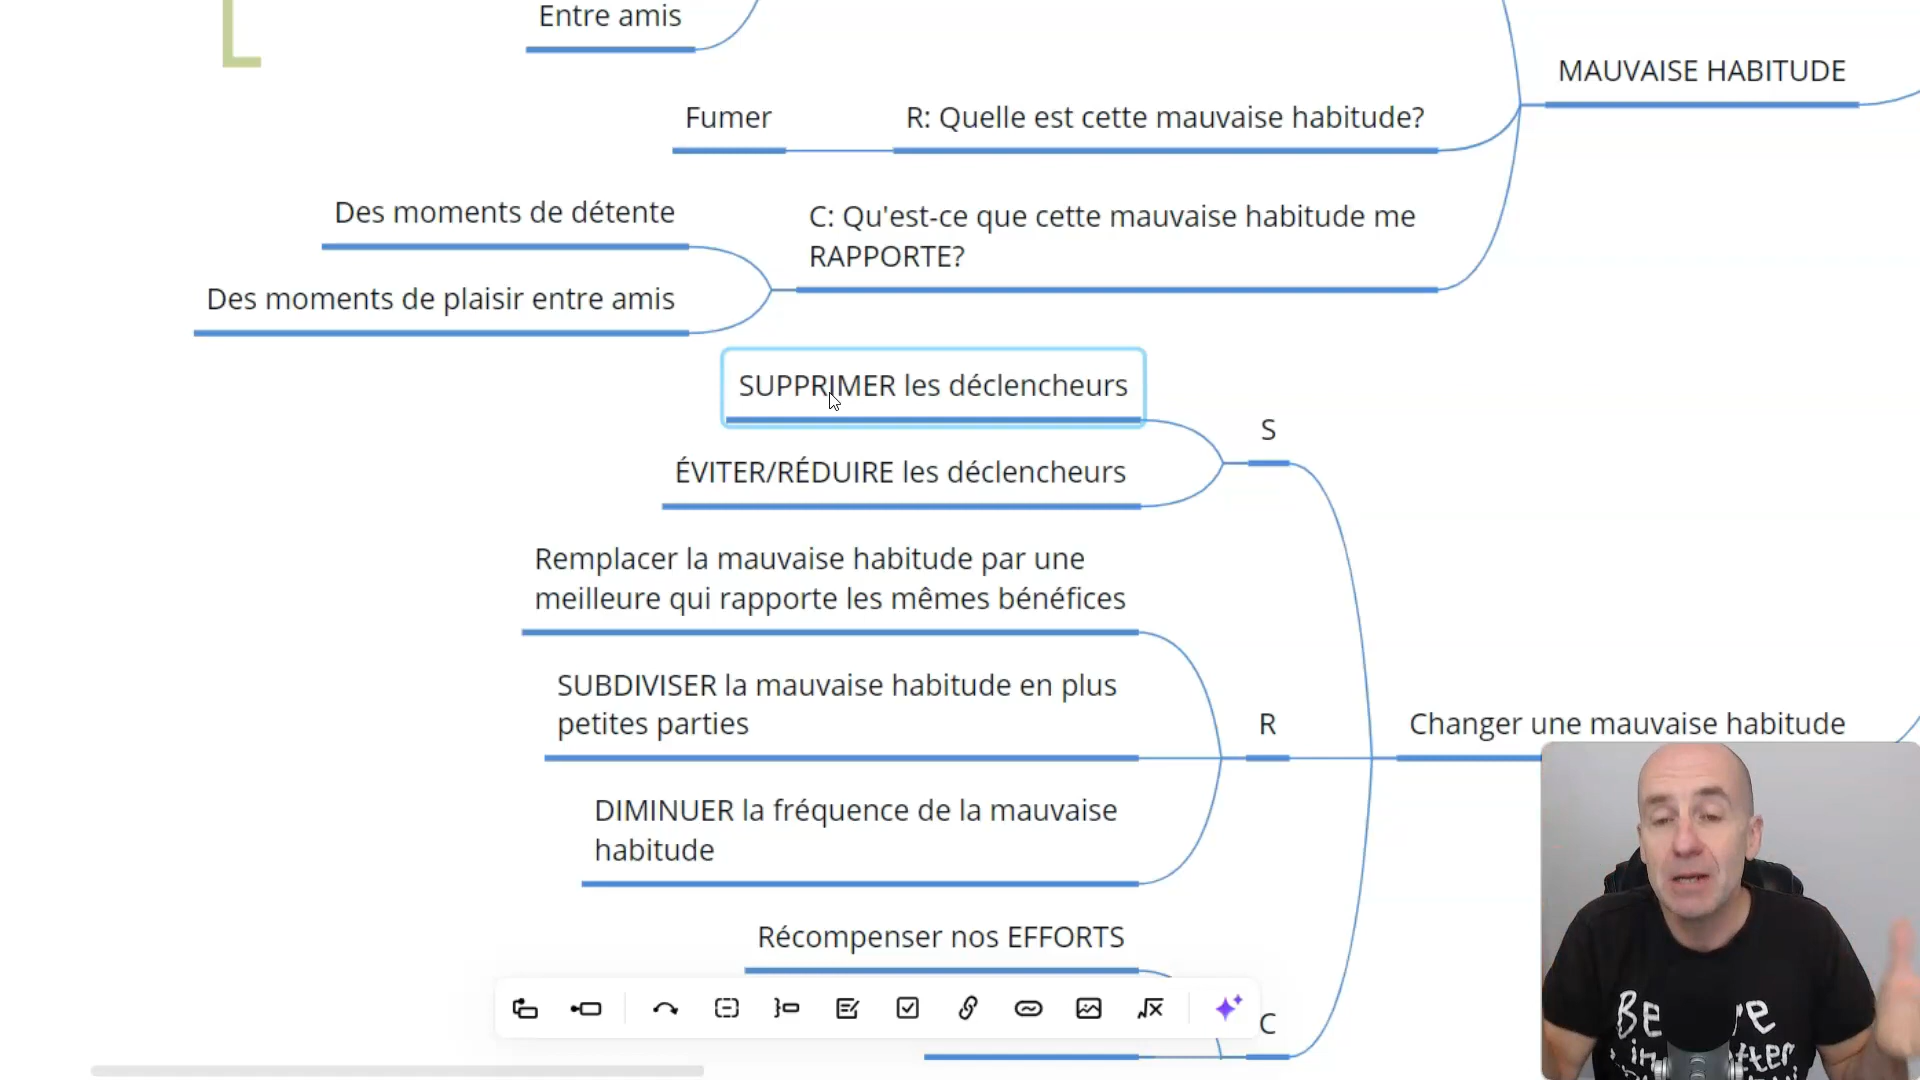 Entre amis
MAUVAISE HABITUDE
Fumer
R: Quelle est cette mauvaise habitude?
Des moments de détente
C: Qu'est-ce que cette mauvaise habitude me
RAPPORTE?
Des moments de plaisir entre amis
SUPPRIMER les déclencheurs
S
ÉVITER/RÉDUIRE les déclencheurs
Remplacer la mauvaise habitude par une
meilleure qui rapporte les mêmes bénéfices
SUBDIVISER la mauvaise habitude en plus
petites parties
R
Changer une mauvaise habitude
DIMINUER la fréquence de la mauvaise
habitude
Récompenser nos EFFORTS
C